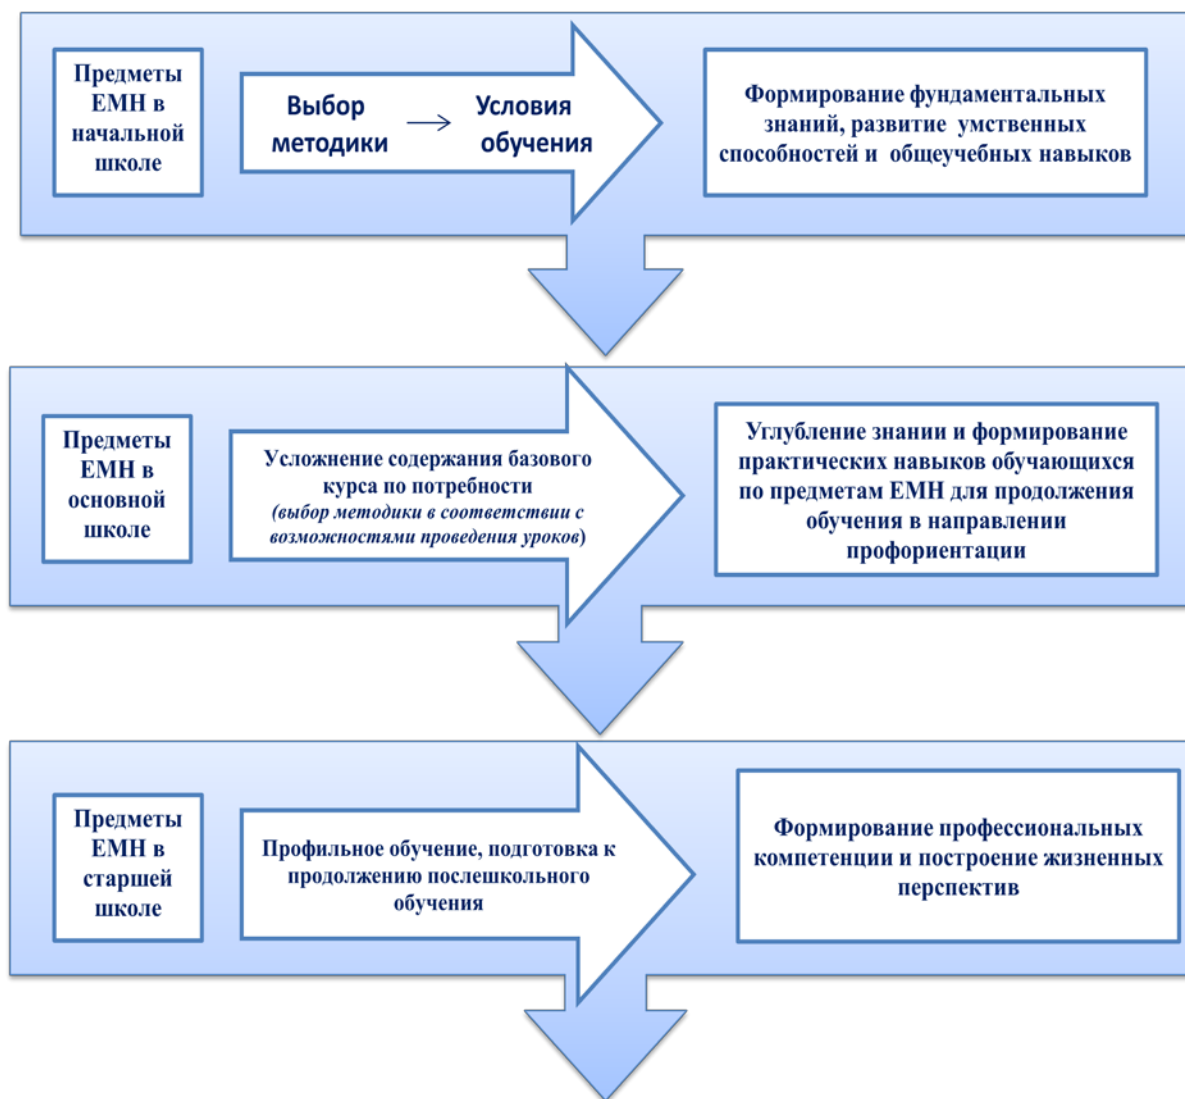 Предметы
ЕМН в
начальной
школе
Выбор → Условия
методики обучения
Формирование фундаментальных
знаний, развитие умственных
способностей и общеучебных навыков
Предметы
ЕМН в
основной
школе
Усложнение содержания базового
курса по потребности
(выбор методики в соответствии с
возможностями проведения уроков)
Углубление знании и формирование
практических навыков обучающихся
по предметам ЕМН для продолжения
обучения в направлении
профориентации
Предметы
ЕМН в
старшей
школе
Профильное обучение, подготовка к
продолжению послешкольного
обучения
Формирование профессиональных
компетенции и построение жизненных
перспектив